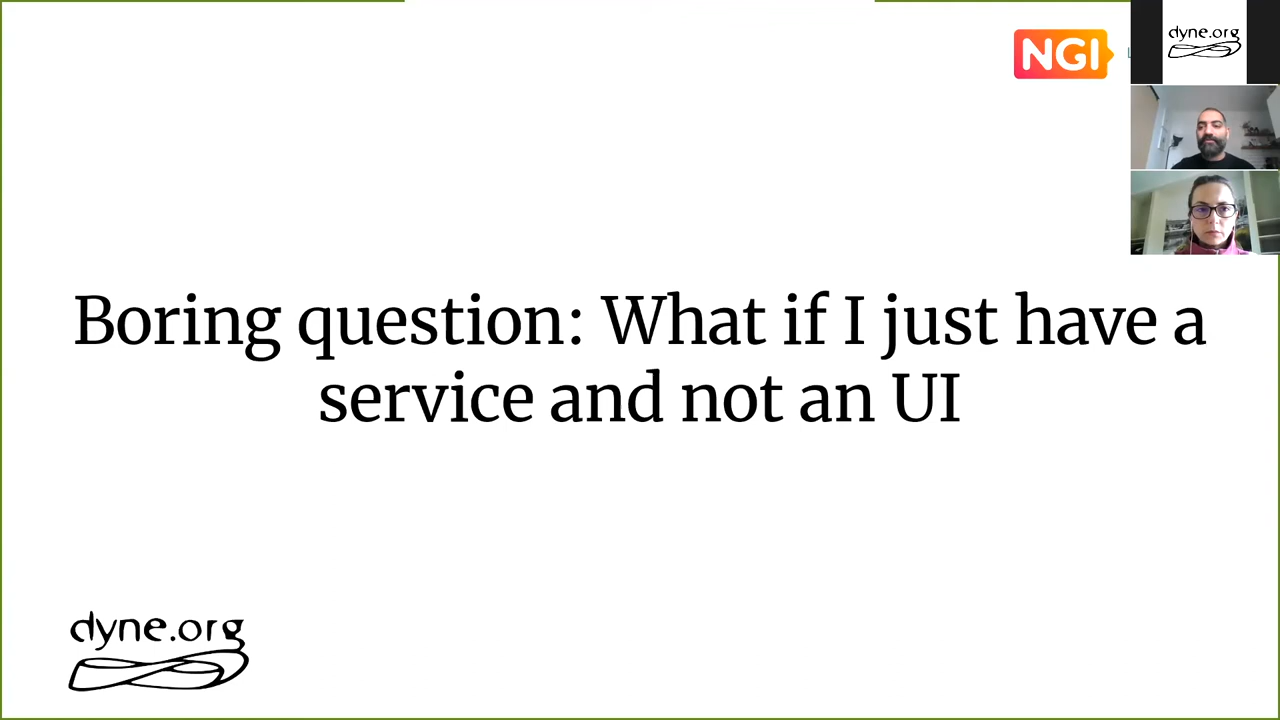 NGI
dyne.org
Boring question: What if I just have a
service and not an UI
dyne.org